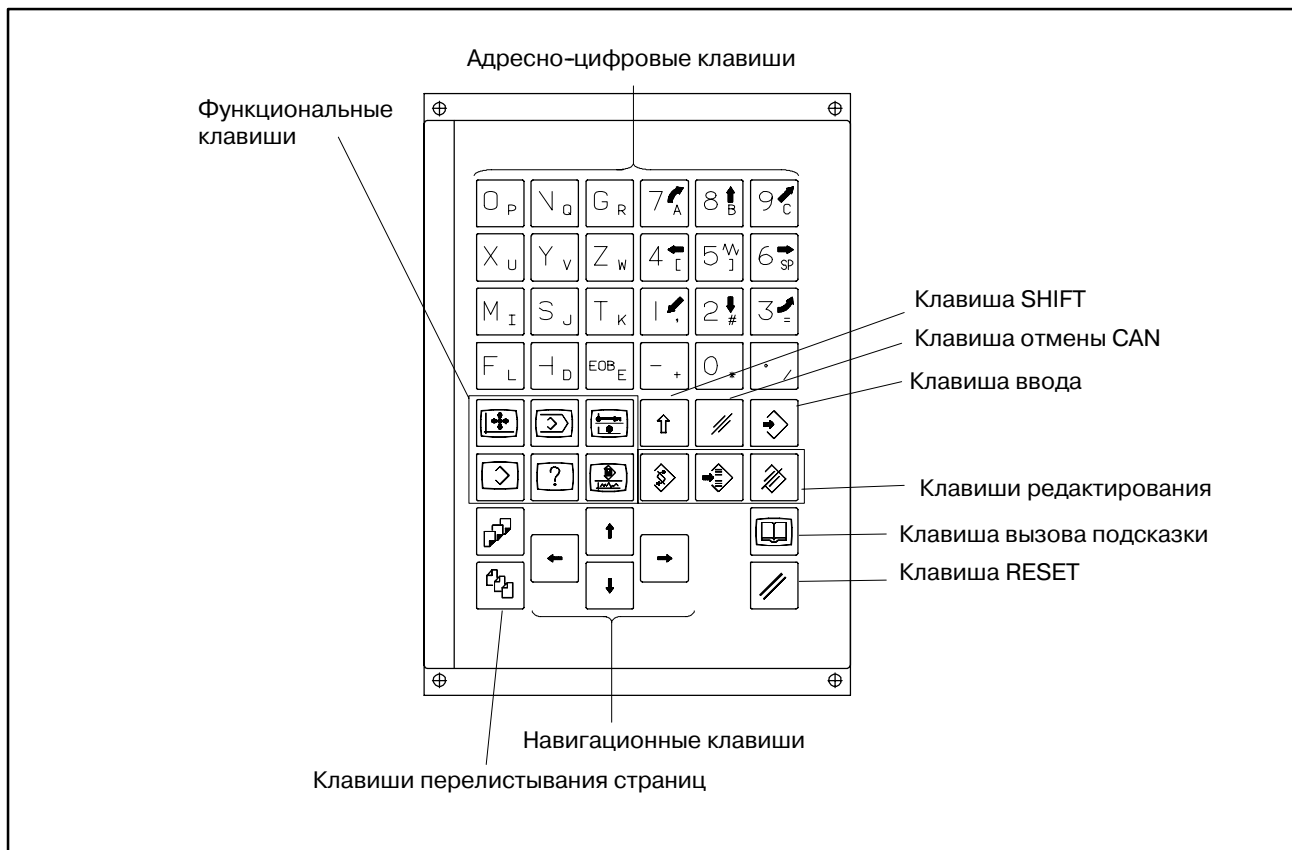 Адресно-цифровые клавиши
Функциональные
клавиши
O P V Q G R 7 A 8 B 9 C
X U Y V Z W 4 [ 5 ] 6 SP
M I S J T K 1 , 2 # 3 =
F L H D EOB E - + 0 * . /
?
Клавиша SHIFT
Клавиша отмены CAN
Клавиша ввода
Клавиши редактирования
Клавиша вызова подсказки
Клавиша RESET
Навигационные клавиши
Клавиши перелистывания страниц